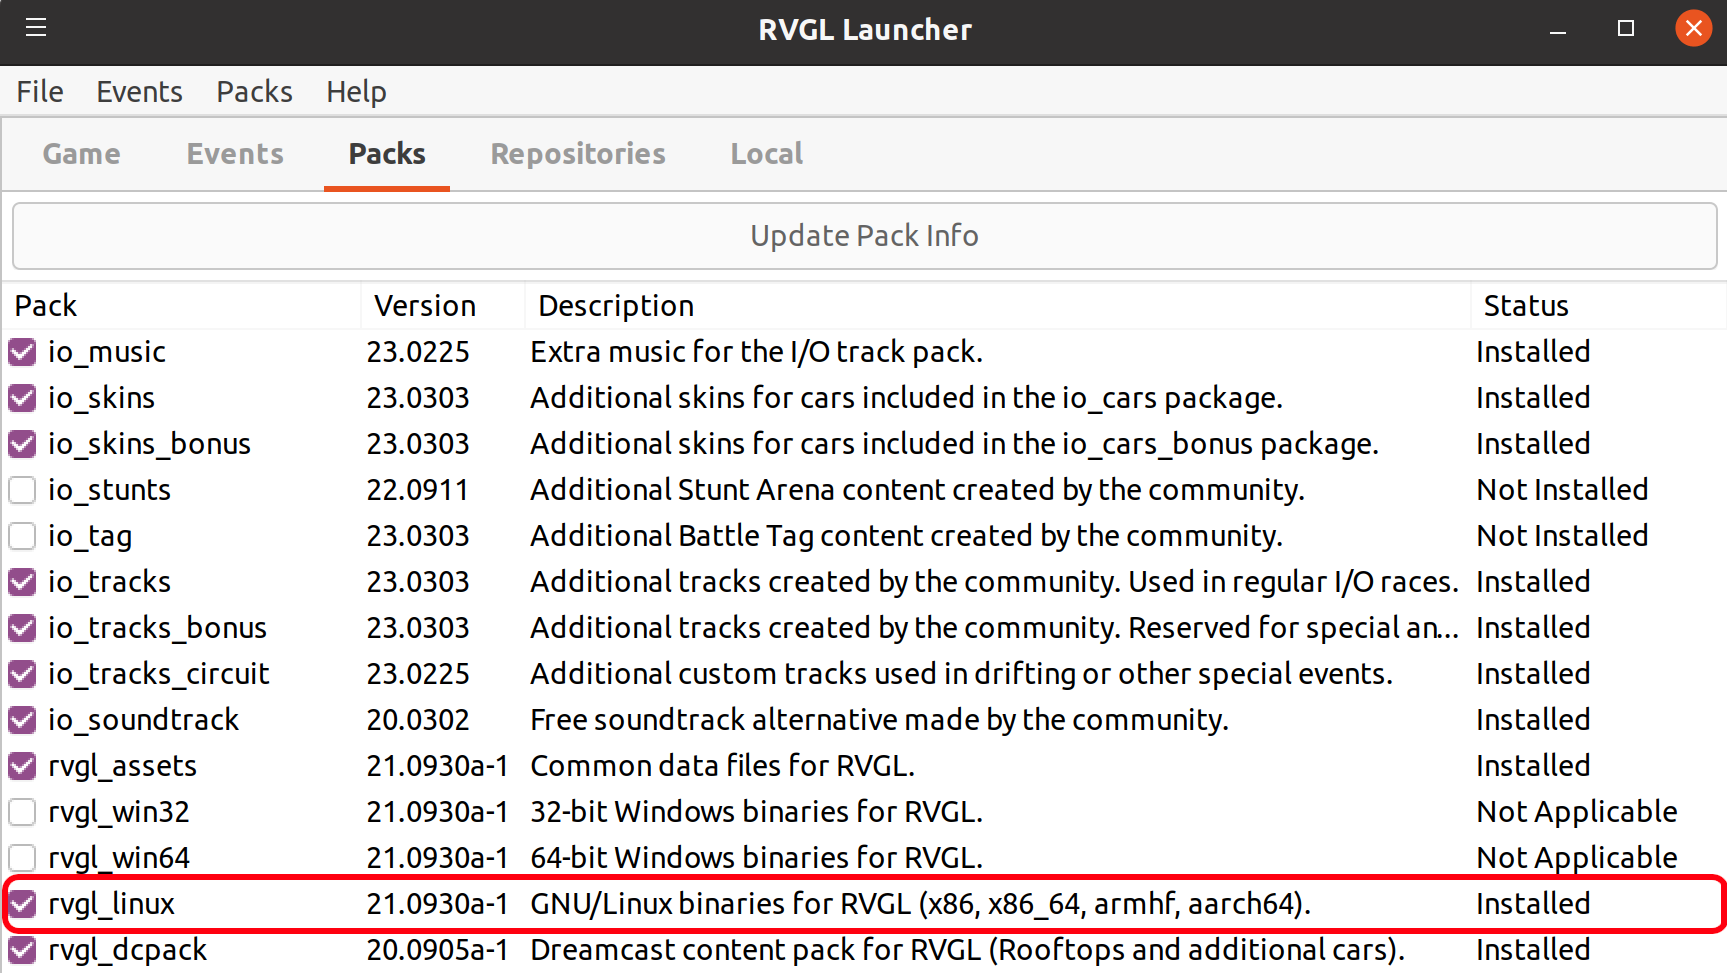 RVGL Launcher
File Events Packs Help
Game Events Packs Repositories Local
Update Pack Info
Pack Version Description Status
io_music 23.0225 Extra music for the I/O track pack. Installed
io_skins 23.0303 Additional skins for cars included in the io_cars package. Installed
io_skins_bonus 23.0303 Additional skins for cars included in the io_cars_bonus package. Installed
io_stunts 22.0911 Additional Stunt Arena content created by the community. Not Installed
io_tag 23.0303 Additional Battle Tag content created by the community. Not Installed
io_tracks 23.0303 Additional tracks created by the community. Used in regular I/O races. Installed
io_tracks_bonus 23.0303 Additional tracks created by the community. Reserved for special an... Installed
io_tracks_circuit 23.0225 Additional custom tracks used in drifting or other special events. Installed
io_soundtrack 20.0302 Free soundtrack alternative made by the community. Installed
rvgl_assets 21.0930a-1 Common data files for RVGL. Installed
rvgl_win32 21.0930a-1 32-bit Windows binaries for RVGL. Not Applicable
rvgl_win64 21.0930a-1 64-bit Windows binaries for RVGL. Not Applicable
rvgl_linux 21.0930a-1 GNU/Linux binaries for RVGL (x86, x86_64, armhf, aarch64). Installed
rvgl_dcpack 20.0905a-1 Dreamcast content pack for RVGL (Rooftops and additional cars). Installed